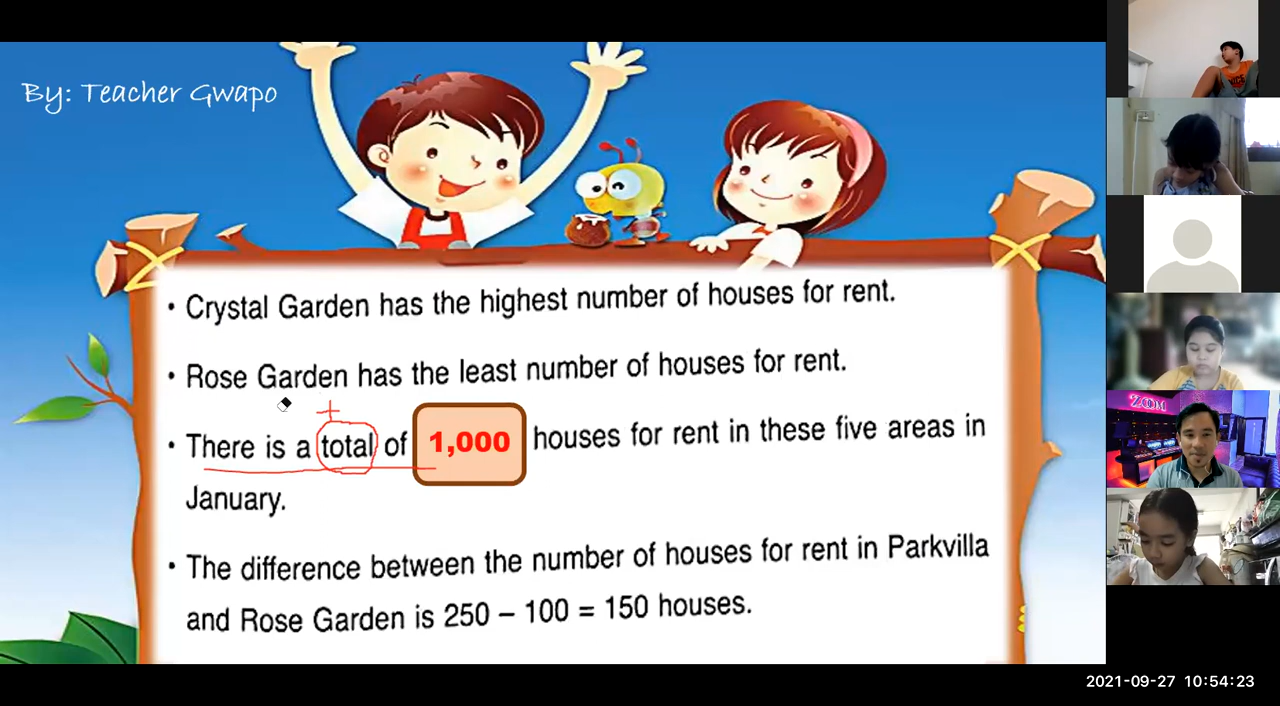 By: Teacher Gwapo
• Crystal Garden has the highest number of houses for rent.
• Rose Garden has the least number of houses for rent.
+
• There is a total of 1,000 houses for rent in these five areas in
January.
• The difference between the number of houses for rent in Parkvilla
and Rose Garden is 250 – 100 = 150 houses.
ZOOM
2021-09-27 10:54:23